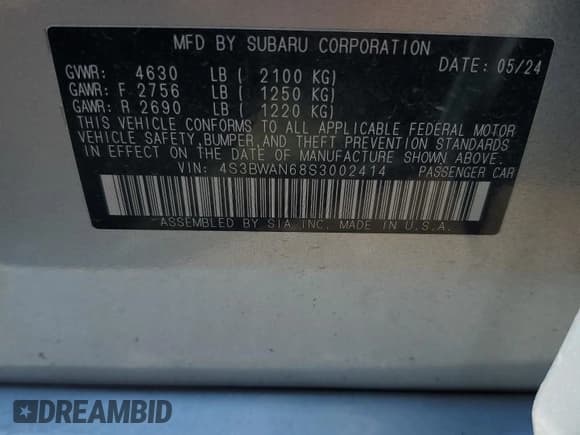 MFD BY SUBARU CORPORATION
DATE: 05/24
GVWR: 4630 LB ( 2100 KG)
GAWR: F. 2756 LB ( 1250 KG)
GAWR: R 2690 LB ( 1220 KG)
THIS VEHICLE CONFORMS TO ALL APPLICABLE FEDERAL MOTOR
VEHICLE SAFETY, BUMPER, AND THEFT PREVENTION STANDARDS
IN EFFECT ON THE DATE OF MANUFACTURE SHOWN ABOVE.
VIN: 4S3BWAN68S3002414 PASSENGER CAR
ASSEMBLED BY SIA, INC. MADE IN U.S.A.
DREAMBID